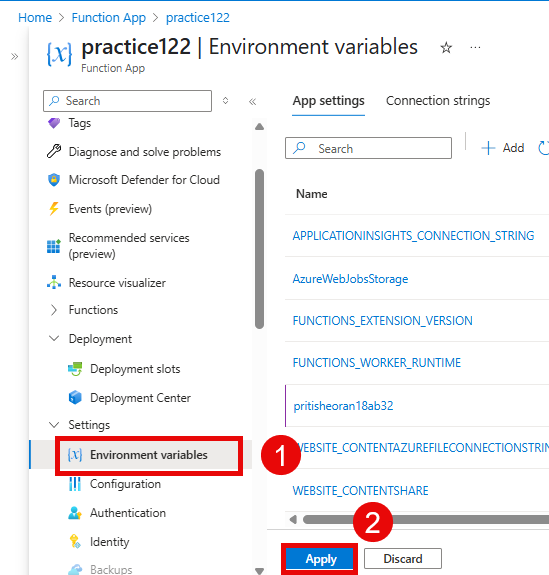 Home > Function App > practice122
practice122 | Environment variables
Function App
Search
Tags
Diagnose and solve problems
Microsoft Defender for Cloud
Events (preview)
Recommended services
(preview)
Resource visualizer
Functions
Deployment
Deployment slots
Deployment Center
Settings
Environment variables
1
Configuration
Authentication
Identity
Backups
App settings Connection strings
Search
Add
Name
APPLICATIONINSIGHTS_CONNECTION_STRING
AzureWebJobsStorage
FUNCTIONS_EXTENSION_VERSION
FUNCTIONS_WORKER_RUNTIME
pritisheoran18ab32
WEBSITE_CONTENTAZUREFILECONNECTIONSTRIN
WEBSITE_CONTENTSHARE
2
Apply Discard